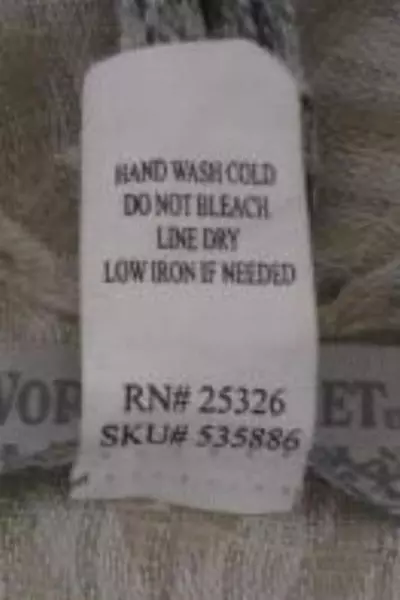 HAND WASH COLD
DO NOT BLEACH
LINE DRY
LOW IRON IF NEEDED
RN# 25326
SKU# 535886